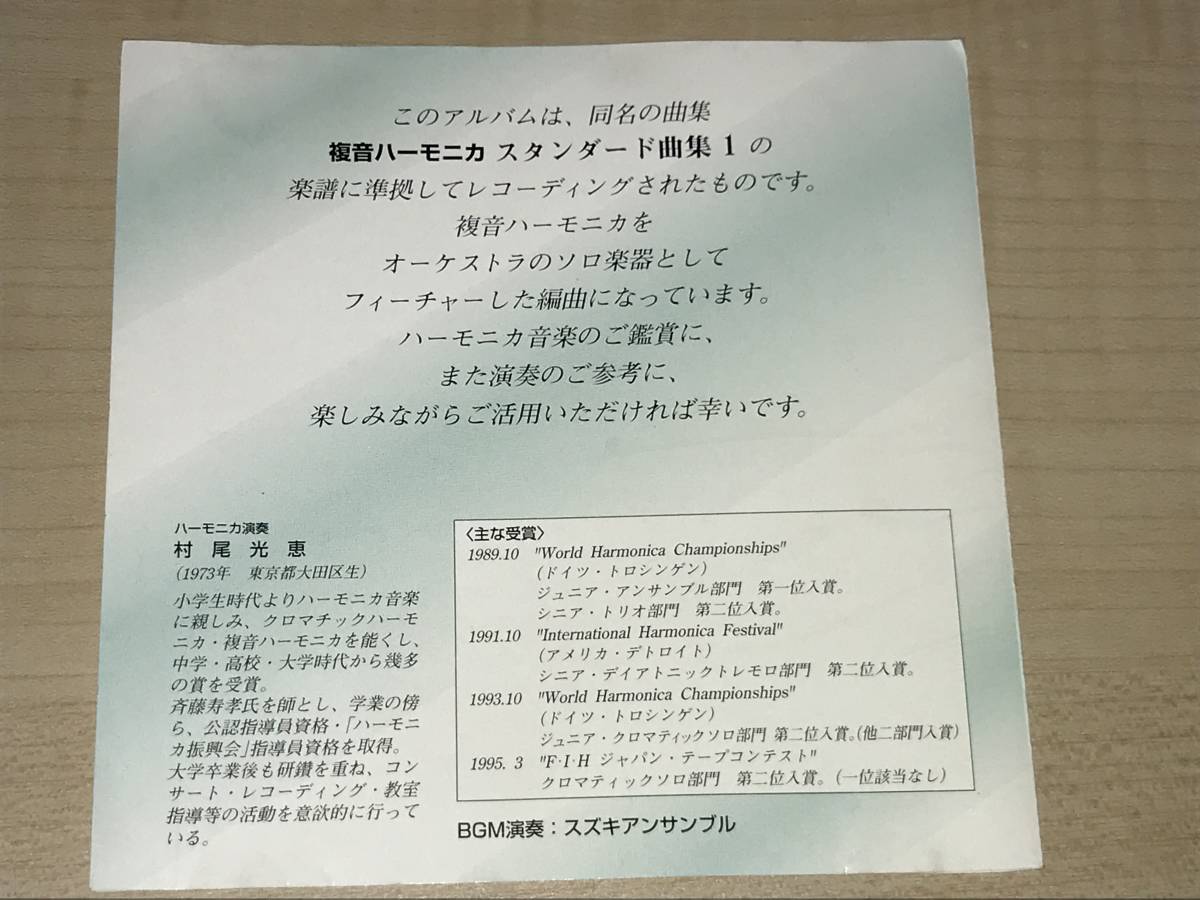 このアルバムは、同名の曲集
複音ハーモニカ スタンダード曲集 1 の
楽譜に準拠してレコーディングされたものです。
複音ハーモニカを
オーケストラのソロ楽器として
フィーチャーした編曲になっています。
ハーモニカ音楽のご鑑賞に、
また演奏のご参考に、
楽しみながらご活用いただければ幸いです。
ハーモニカ演奏
村 尾 光 恵
(1973年 東京都大田区生)
小学生時代よりハーモニカ音楽
に親しみ、クロマチックハーモ
ニカ・複音ハーモニカを能くし、
中学・高校・大学時代から幾多
の賞を受賞。
斉藤寿孝氏を師とし、学業の傍
ら、公認指導員資格・「ハーモニ
カ振興会」指導員資格を取得。
大学卒業後も研鑽を重ね、コン
サート・レコーディング・教室
指導等の活動を意欲的に行って
いる。
〈主な受賞〉
1989.10 "World Harmonica Championships"
(ドイツ・トロシンゲン)
ジュニア・アンサンブル部門 第一位入賞。
シニア・トリオ部門 第二位入賞。
1991.10 "International Harmonica Festival"
(アメリカ・デトロイト)
シニア・デイアトニックトレモロ部門 第二位入賞。
1993.10 "World Harmonica Championships"
(ドイツ・トロシンゲン)
ジュニア・クロマティックソロ部門 第二位入賞。(他二部門入賞)
1995. 3 "F·I·H ジャパン・テープコンテスト"
クロマティックソロ部門 第二位入賞。(一位該当なし)
BGM演奏：スズキアンサンブル